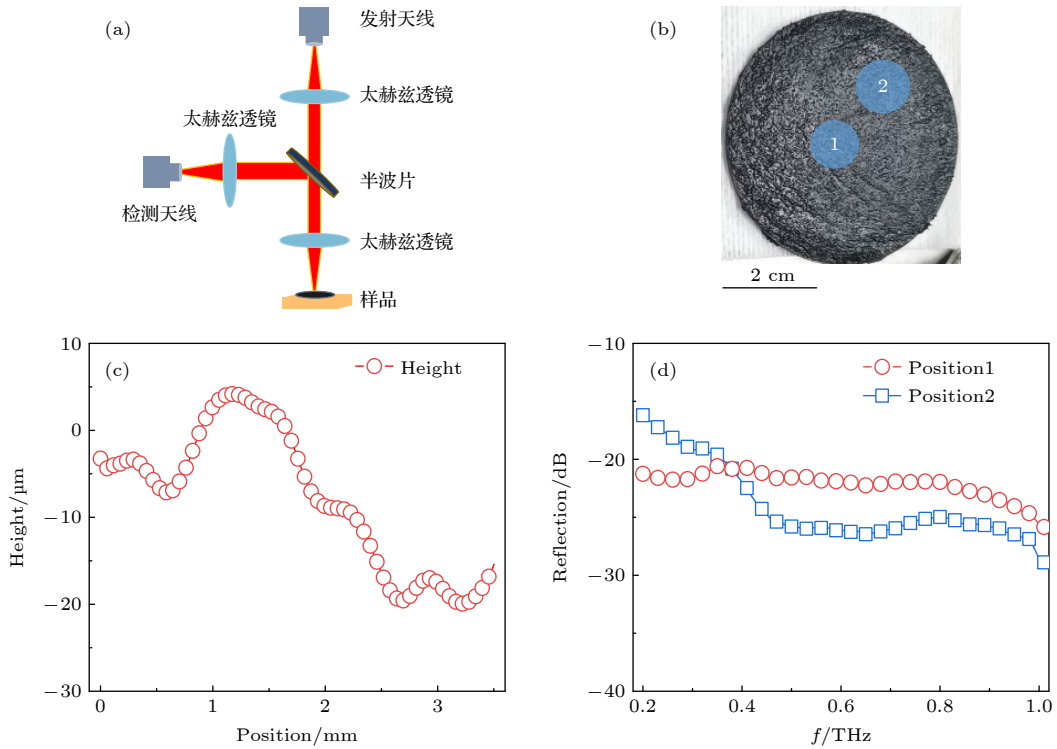 (a)
发射天线
太赫兹透镜
太赫兹透镜
半波片
检测天线
太赫兹透镜
样品
(b)
2
1
2 cm
(c)
Height
10
0
−10
−20
−30
Height/μm
0
1
2
3
Position/mm
(d)
Position1
Position2
−10
−20
−30
−40
Reflection/dB
0.2
0.4
0.6
0.8
1.0
f/THz